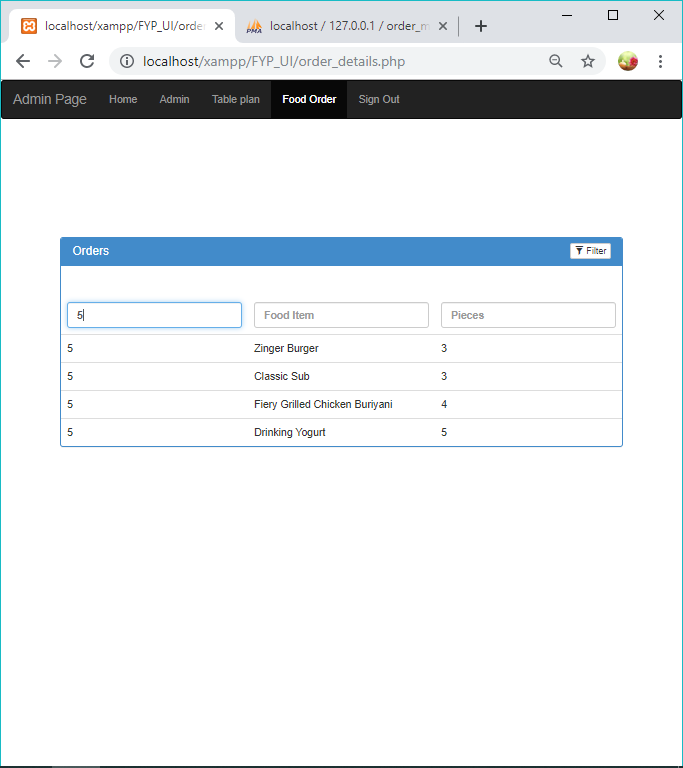 localhost/xampp/FYP_UI/orde
localhost / 127.0.0.1 / order_m
localhost/xampp/FYP_UI/order_details.php
Admin Page Home Admin Table plan Food Order Sign Out
Orders Filter
5 Food Item Pieces
5 Zinger Burger 3
5 Classic Sub 3
5 Fiery Grilled Chicken Buriyani 4
5 Drinking Yogurt 5